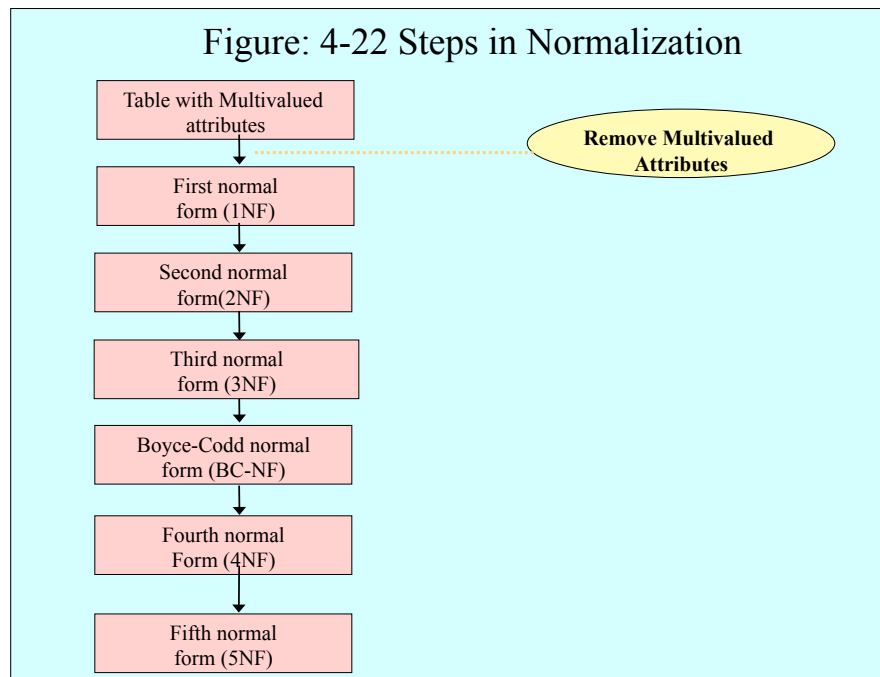 Figure: 4-22 Steps in Normalization
Table with Multivalued
attributes
Remove Multivalued
Attributes
First normal
form (1NF)
Second normal
form(2NF)
Third normal
form (3NF)
Boyce-Codd normal
form (BC-NF)
Fourth normal
Form (4NF)
Fifth normal
form (5NF)